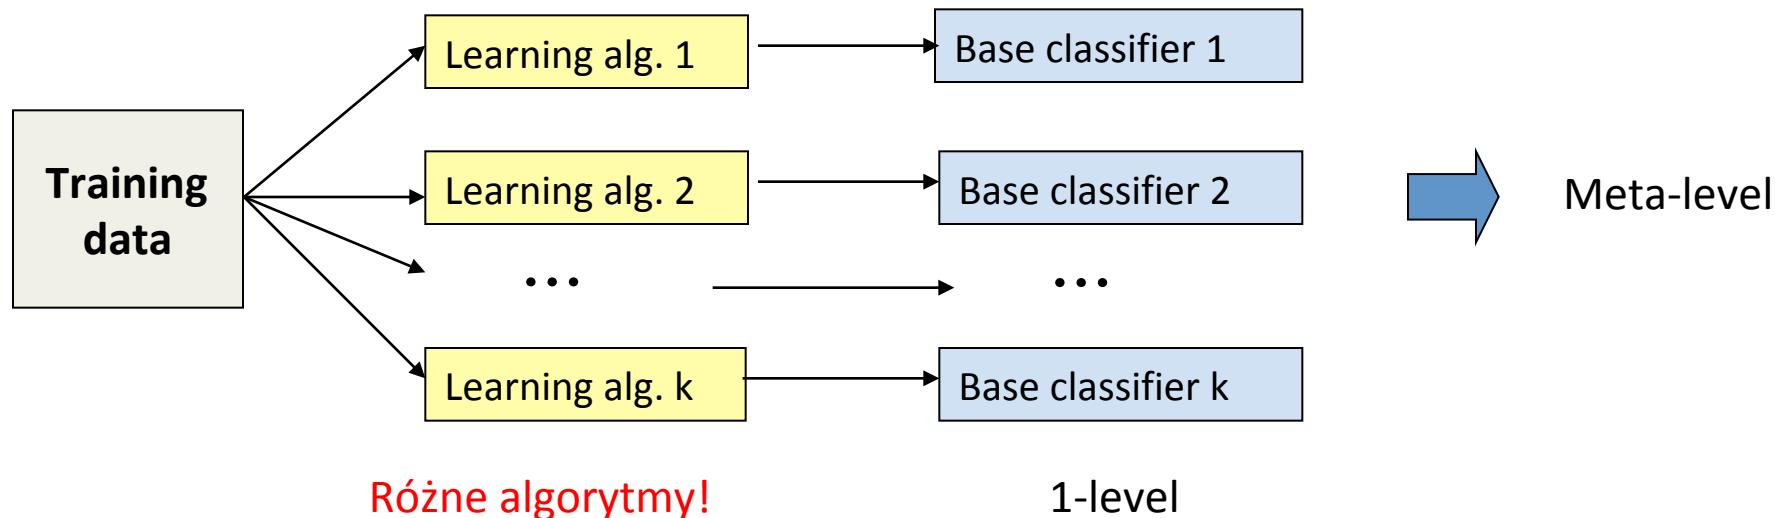 Training
data
Learning alg. 1
Base classifier 1
Learning alg. 2
Base classifier 2
Meta-level
...
...
Learning alg. k
Base classifier k
Różne algorytmy!
1-level